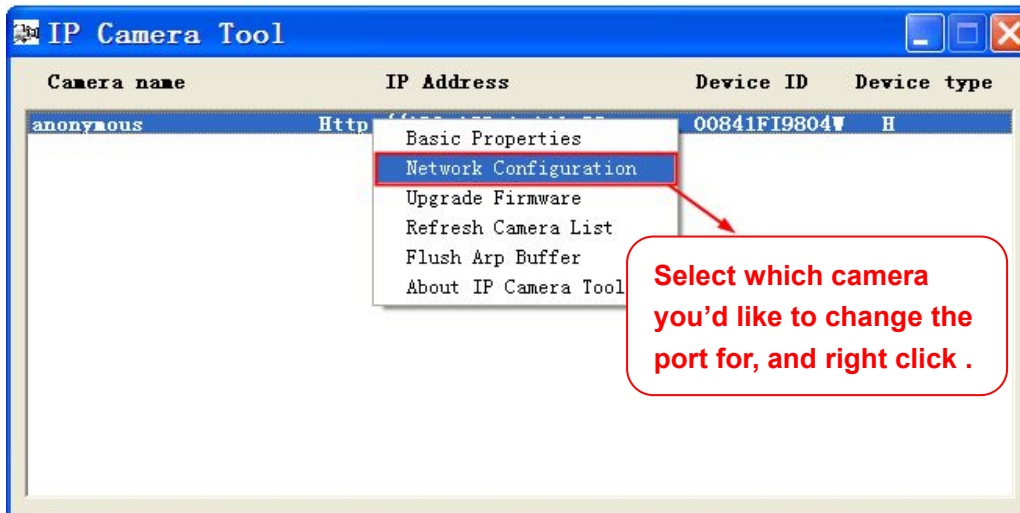 IP Camera Tool
Camera name IP Address Device ID Device type
anonymous Http 00841FI9804W H
Basic Properties
Network Configuration
Upgrade Firmware
Refresh Camera List
Flush Arp Buffer
About IP Camera Tool
Select which camera
you’d like to change the
port for, and right click .